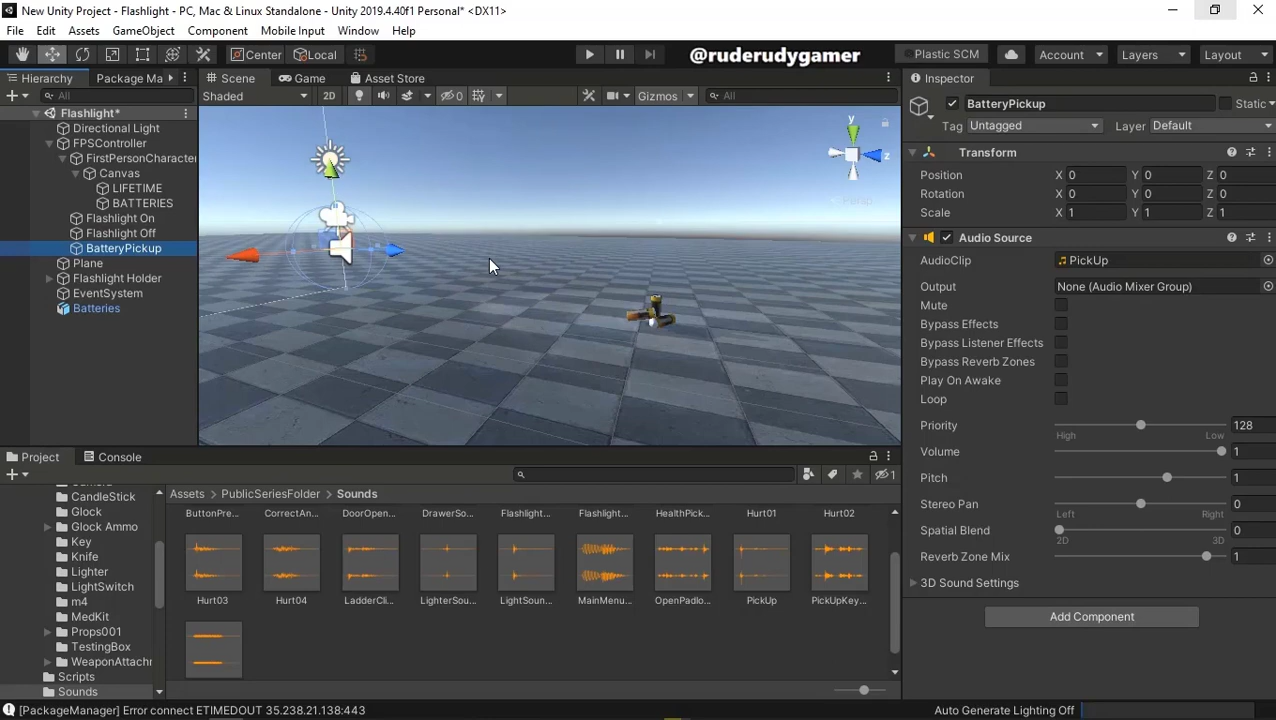 New Unity Project - Flashlight - PC, Mac & Linux Standalone - Unity 2019.4.40f1 Personal* <DX11>
File Edit Assets GameObject Component Mobile Input Window Help
Center Local @ruderudygamer Plastic SCM Account Layers Layout
Hierarchy Package Ma Scene Game Asset Store Inspector
All Shaded 2D 0 Gizmos All BatteryPickup Static
Flashlight* Tag Untagged Layer Default
Directional Light
FPSController
FirstPersonCharacter
Canvas
LIFETIME
BATTERIES
Flashlight On
Flashlight Off
BatteryPickup
Plane
Flashlight Holder
EventSystem
Batteries
y
z
Persp
Transform
Position X 0 Y 0 Z 0
Rotation X 0 Y 0 Z 0
Scale X 1 Y 1 Z 1
Audio Source
AudioClip PickUp
Output None (Audio Mixer Group)
Mute
Bypass Effects
Bypass Listener Effects
Bypass Reverb Zones
Play On Awake
Loop
Priority 128
High Low
Volume 1
Pitch 1
Stereo Pan 0
Left Right
Spatial Blend 0
2D 3D
Reverb Zone Mix 1
3D Sound Settings
Add Component
Project Console
1
Assets PublicSeriesFolder Sounds
CandleStick
Glock
Glock Ammo
Key
Knife
Lighter
LightSwitch
m4
MedKit
Props001
TestingBox
WeaponAttachr
Scripts
Sounds
ButtonPre... CorrectAn... DoorOpen... DrawerSo... Flashlight... Flashlight... HealthPick... Hurt01 Hurt02
Hurt03 Hurt04 LadderCli... LighterSou... LightSoun... MainMenu... OpenPadlo... PickUp PickUpKey...
[PackageManager] Error connect ETIMEDOUT 35.238.21.138:443
Auto Generate Lighting Off